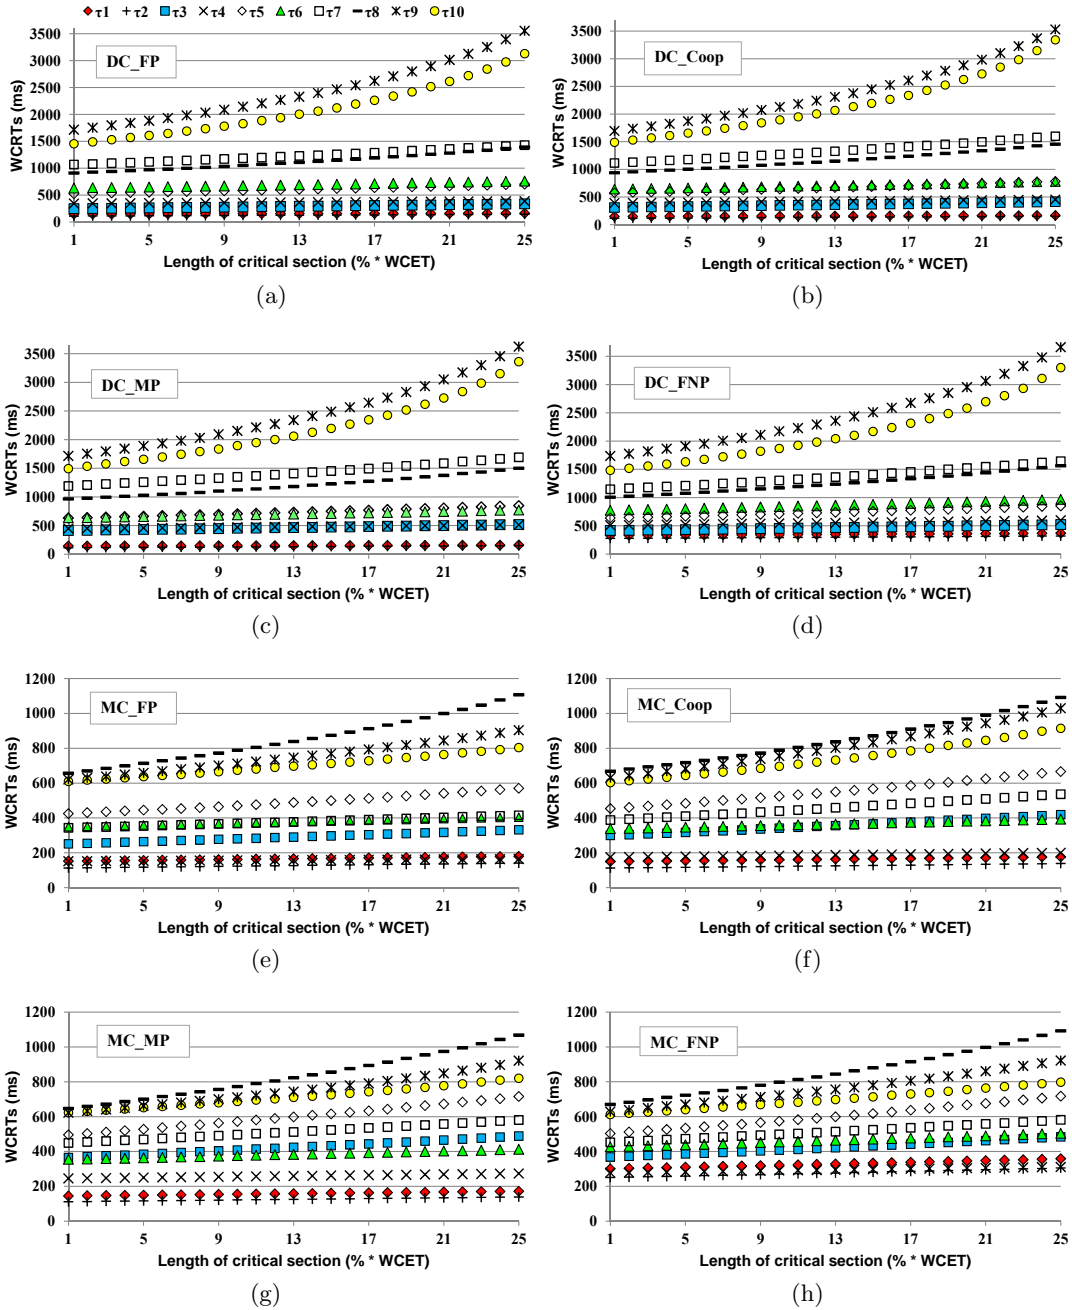 τ1 τ2 τ3 τ4 τ5 τ6 τ7 τ8 τ9 τ10
3500
3000
2500
2000
1500
1000
500
0
WCRTs (ms)
DC_FP
1 5 9 13 17 21 25
Length of critical section (% * WCET)
(a)
3500
3000
2500
2000
1500
1000
500
0
WCRTs (ms)
DC_Coop
1 5 9 13 17 21 25
Length of critical section (% * WCET)
(b)
3500
3000
2500
2000
1500
1000
500
0
WCRTs (ms)
DC_MP
1 5 9 13 17 21 25
Length of critical section (% * WCET)
(c)
3500
3000
2500
2000
1500
1000
500
0
WCRTs (ms)
DC_FNP
1 5 9 13 17 21 25
Length of critical section (% * WCET)
(d)
1200
1000
800
600
400
200
0
WCRTs (ms)
MC_FP
1 5 9 13 17 21 25
Length of critical section (% * WCET)
(e)
1200
1000
800
600
400
200
0
WCRTs (ms)
MC_Coop
1 5 9 13 17 21 25
Length of critical section (% * WCET)
(f)
1200
1000
800
600
400
200
0
WCRTs (ms)
MC_MP
1 5 9 13 17 21 25
Length of critical section (% * WCET)
(g)
1200
1000
800
600
400
200
0
WCRTs (ms)
MC_FNP
1 5 9 13 17 21 25
Length of critical section (% * WCET)
(h)